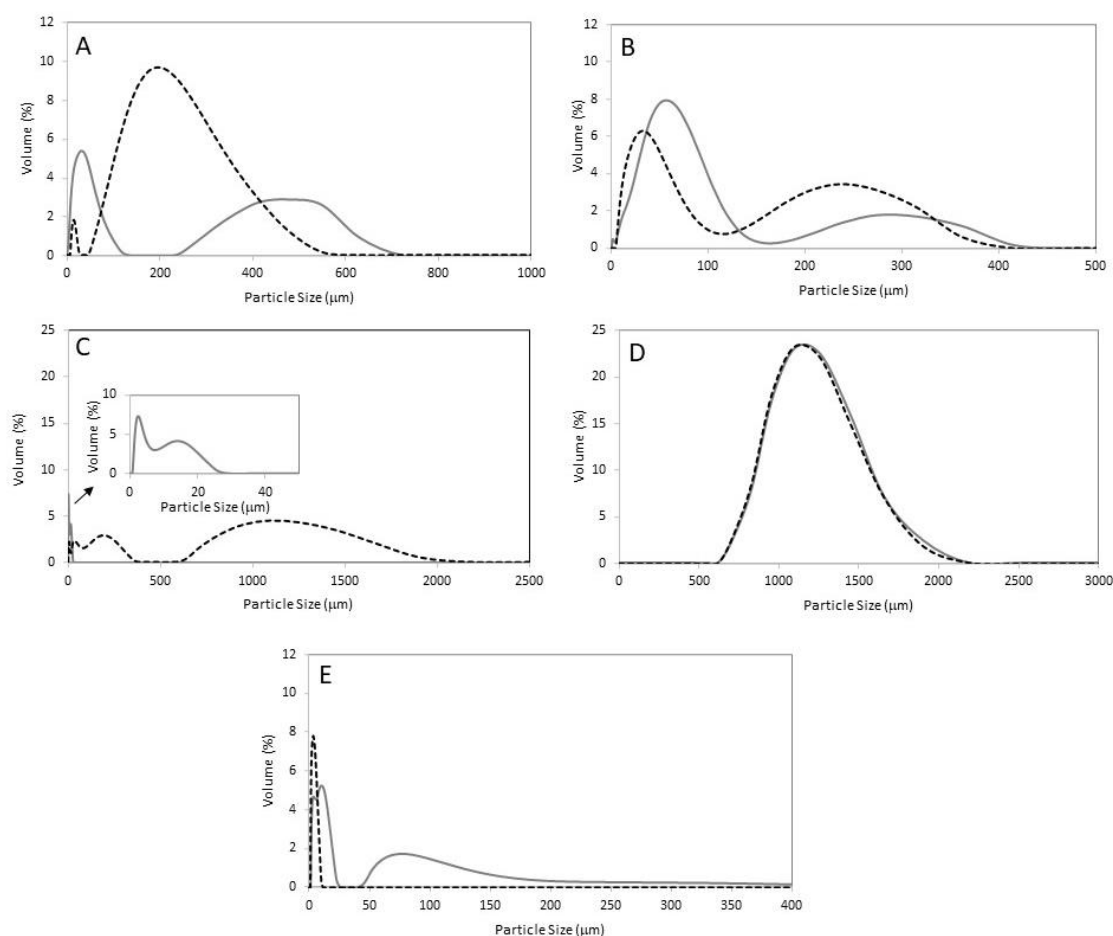 A
Volume (%)
12
10
8
6
4
2
0
0 200 400 600 800 1000
Particle Size (μm)
B
Volume (%)
12
10
8
6
4
2
0
0 100 200 300 400 500
Particle Size (μm)
C
Volume (%)
25
20
15
10
5
0
0 500 1000 1500 2000 2500
Particle Size (μm)
Volume (%)
10
5
0
0 20 40
Particle Size (μm)
D
Volume (%)
25
20
15
10
5
0
0 500 1000 1500 2000 2500 3000
Particle Size (μm)
E
Volume (%)
12
10
8
6
4
2
0
0 50 100 150 200 250 300 350 400
Particle Size (μm)